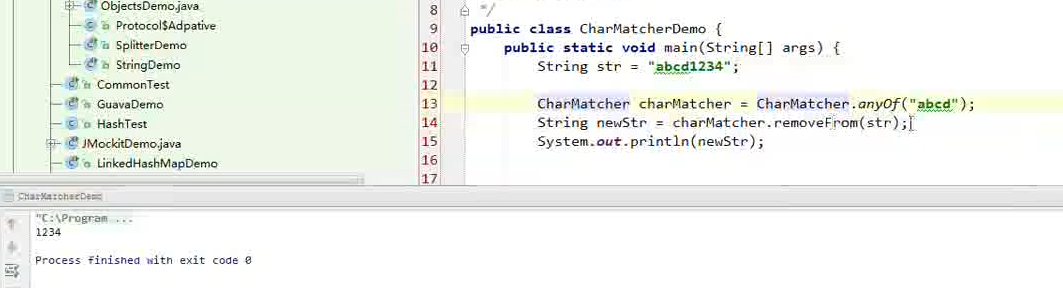 ObjectsDemo.java
Protocol$Adpative
SplitterDemo
StringDemo
CommonTest
GuavaDemo
HashTest
JMockitDemo.java
LinkedHashMapDemo
8 */
9 public class CharMatcherDemo {
10 public static void main(String[] args) {
11 String str = "abcd1234";
12
13 CharMatcher charMatcher = CharMatcher.anyOf("abcd");
14 String newStr = charMatcher.removeFrom(str);
15 System.out.println(newStr);
16
17
CharMatcherDemo
"C:\Program ...
1234
Process finished with exit code 0